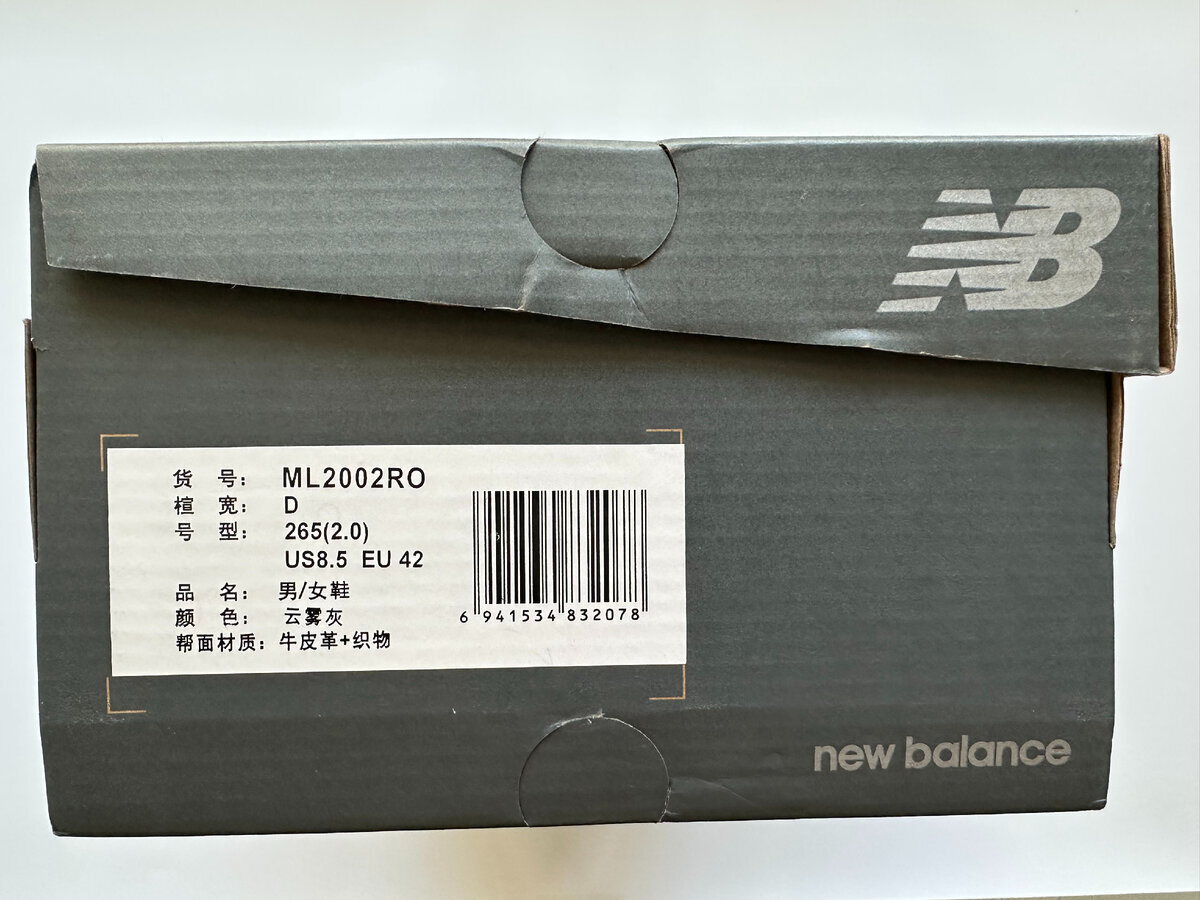 NB
货 号: ML2002RO
楦 宽: D
号 型: 265(2.0)
US8.5 EU 42
品 名: 男/女鞋
颜 色: 云雾灰
帮面材质: 牛皮革+织物
6 941534 832078
new balance